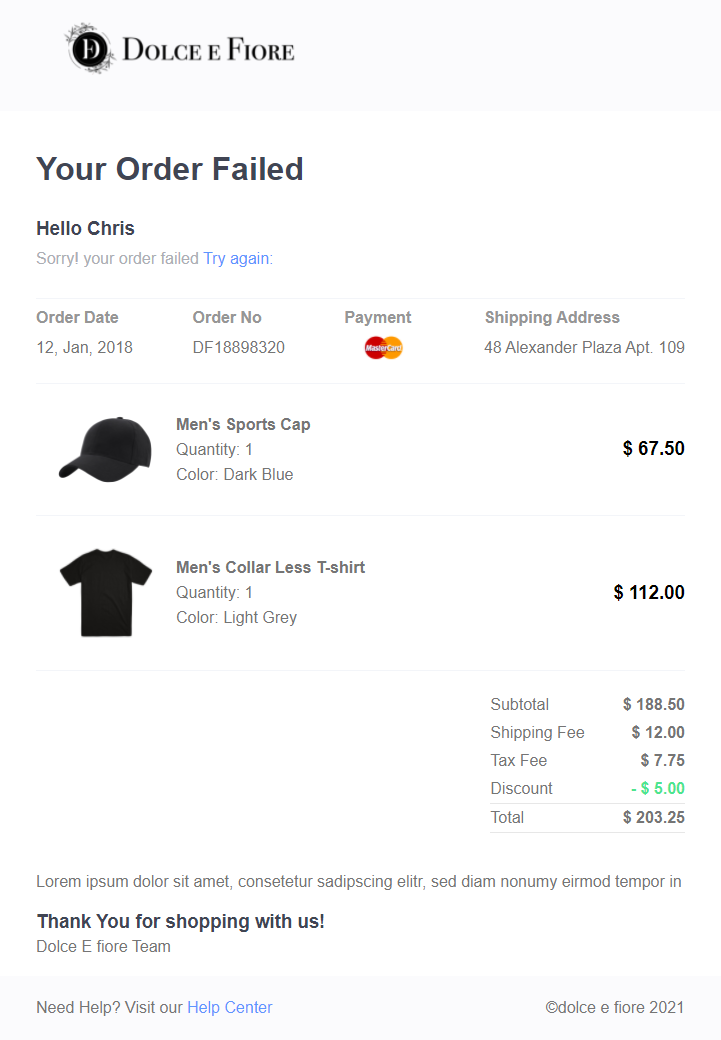 DOLCE E FIORE
Your Order Failed
Hello Chris
Sorry! your order failed Try again:
Order Date Order No Payment Shipping Address
12, Jan, 2018 DF18898320 MasterCard 48 Alexander Plaza Apt. 109
Men's Sports Cap
Quantity: 1
$ 67.50
Color: Dark Blue
Men's Collar Less T-shirt
Quantity: 1
$ 112.00
Color: Light Grey
Subtotal $ 188.50
Shipping Fee $ 12.00
Tax Fee $ 7.75
Discount - $ 5.00
Total $ 203.25
Lorem ipsum dolor sit amet, consetetur sadipscing elitr, sed diam nonumy eirmod tempor in
Thank You for shopping with us!
Dolce E fiore Team
Need Help? Visit our Help Center ©dolce e fiore 2021